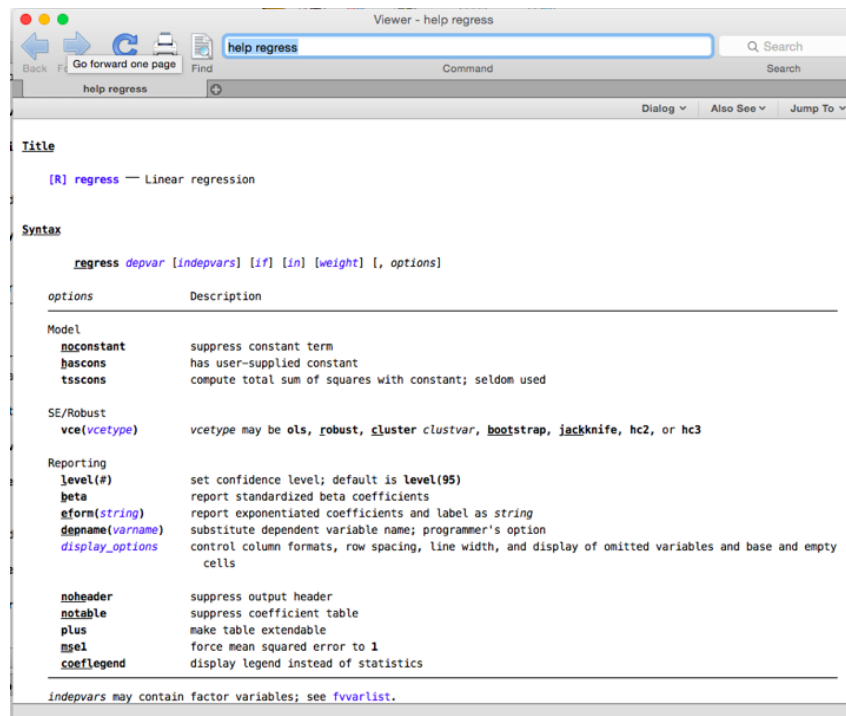 Viewer - help regress
help regress
Search
Back
Go forward one page
Find
Command
Search
help regress
Dialog
Also See
Jump To
Title
[R] regress — Linear regression
Syntax
regress depvar [indepvars] [if] [in] [weight] [, options]
options Description
Model
noconstant suppress constant term
hascons has user-supplied constant
tsscons compute total sum of squares with constant; seldom used
SE/Robust
vce(vcetype) vcetype may be ols, robust, cluster clustvar, bootstrap, jackknife, hc2, or hc3
Reporting
level(#) set confidence level; default is level(95)
beta report standardized beta coefficients
eform(string) report exponentiated coefficients and label as string
depname(varname) substitute dependent variable name; programmer's option
display_options control column formats, row spacing, line width, and display of omitted variables and base and empty
cells
noheader suppress output header
notable suppress coefficient table
plus make table extendable
mse1 force mean squared error to 1
coeflegend display legend instead of statistics
indepvars may contain factor variables; see fvvarlist.